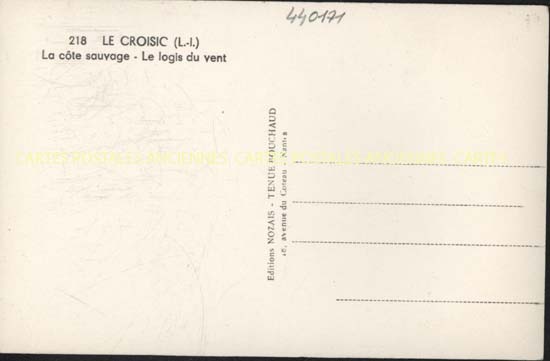 440171
218 LE CROISIC (L.-I.)
La côte sauvage - Le logis du vent
Editions NOZAIS - TENUE BOUCHAUD
avenue du Coteau - Nantes
CARTES POSTALES ANCIENNES CARTES POSTALES ANCIENNES CARTES